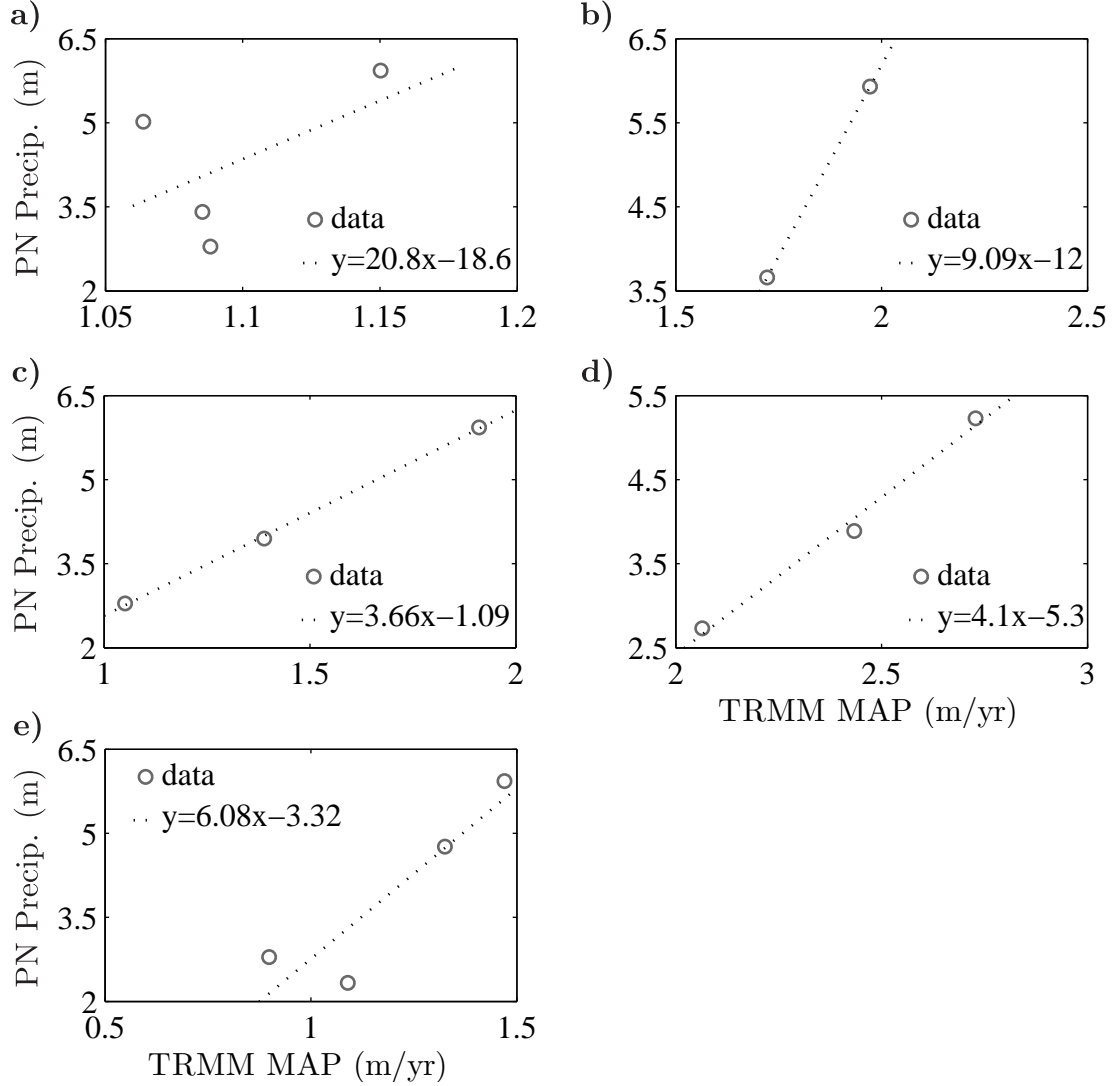 a)
PN Precip. (m)
6.5
5
3.5
2
1.05
1.1
1.15
1.2
data
y=20.8x−18.6
b)
6.5
5.5
4.5
3.5
1.5
2
2.5
data
y=9.09x−12
c)
PN Precip. (m)
6.5
5
3.5
2
1
1.5
2
data
y=3.66x−1.09
d)
5.5
4.5
3.5
2.5
2
2.5
3
data
y=4.1x−5.3
TRMM MAP (m/yr)
e)
PN Precip. (m)
6.5
5
3.5
2
0.5
1
1.5
data
y=6.08x−3.32
TRMM MAP (m/yr)